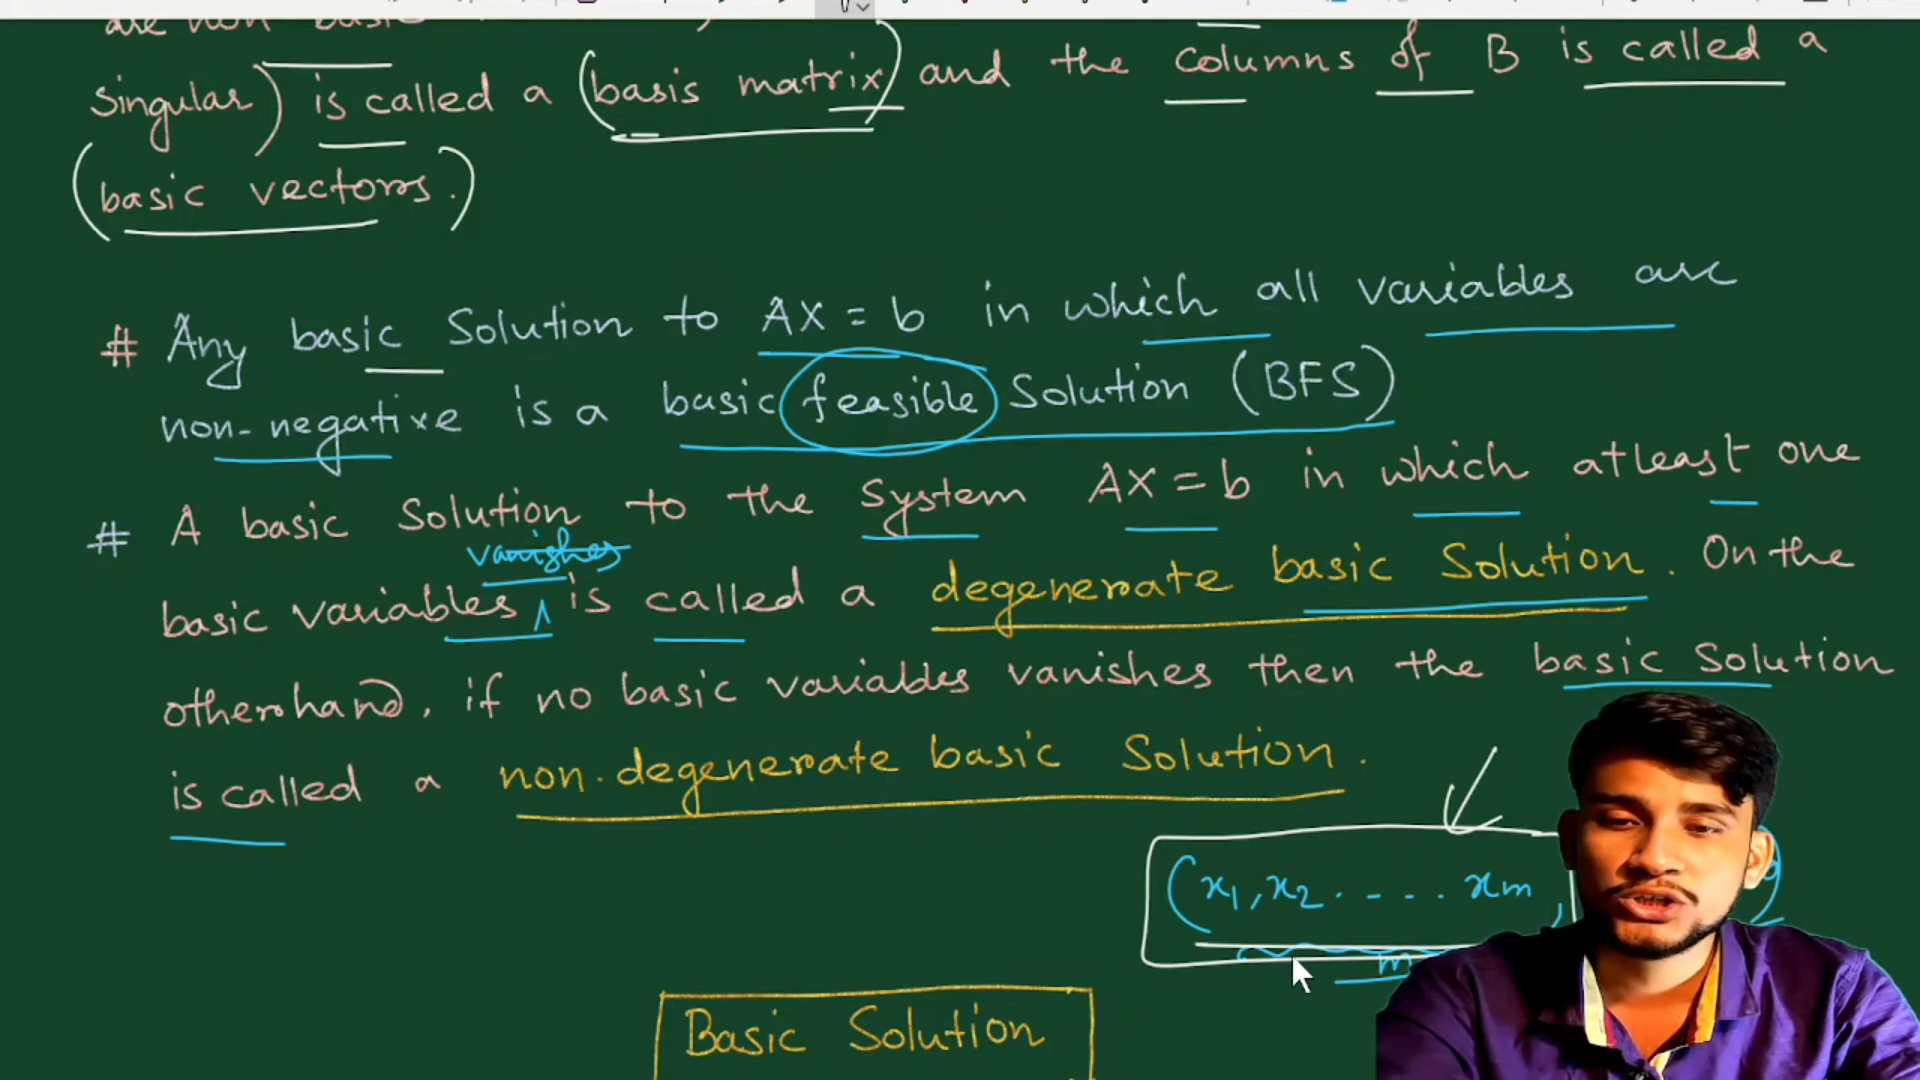 are non basic
singular) is called a (basis matrix) and the columns of B is called a
(basic vectors.)
# Any basic Solution to AX = b in which all variables are
non-negative is a basic feasible Solution (BFS)
# A basic Solution to the System AX = b in which atleast one
vanishes
basic variables ∧ is called a degenerate basic Solution. On the
otherhand, if no basic variables vanishes then the basic Solution
is called a non-degenerate basic Solution.
(x1, x2 . - - . . xm,
m
Basic Solution